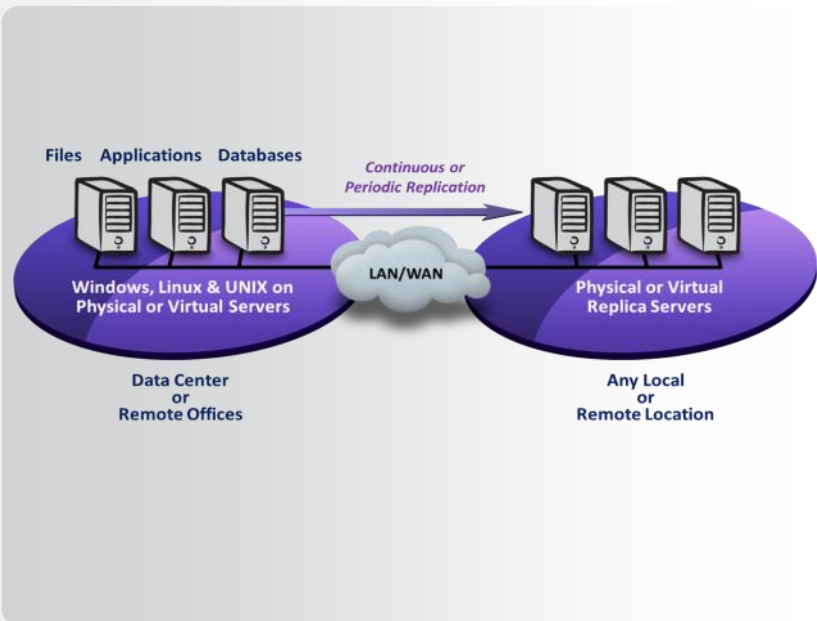 Files Applications Databases
Continuous or
Periodic Replication
LAN/WAN
Windows, Linux & UNIX on
Physical or Virtual Servers
Physical or Virtual
Replica Servers
Data Center
or
Remote Offices
Any Local
or
Remote Location